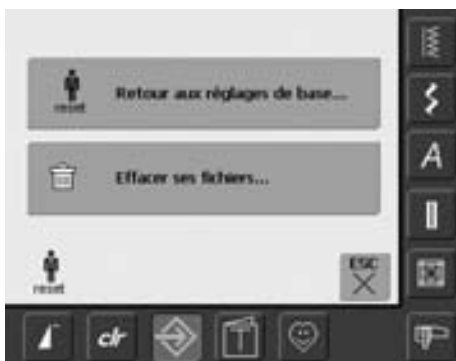 reset
Retour aux réglages de base...
Effacer ses fichiers...
reset
ESC
A
clr